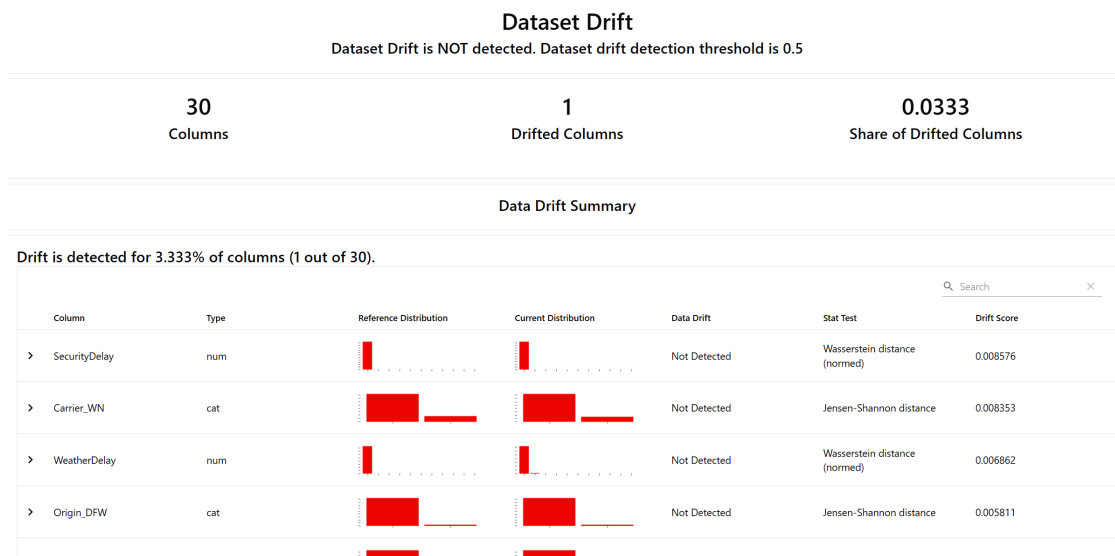 Dataset Drift
Dataset Drift is NOT detected. Dataset drift detection threshold is 0.5
30
Columns
1
Drifted Columns
0.0333
Share of Drifted Columns
Data Drift Summary
Drift is detected for 3.333% of columns (1 out of 30).
Search
Column Type Reference Distribution Current Distribution Data Drift Stat Test Drift Score
SecurityDelay num Not Detected Wasserstein distance
(normed) 0.008576
Carrier_WN cat Not Detected Jensen-Shannon distance 0.008353
WeatherDelay num Not Detected Wasserstein distance
(normed) 0.006862
Origin_DFW cat Not Detected Jensen-Shannon distance 0.005811